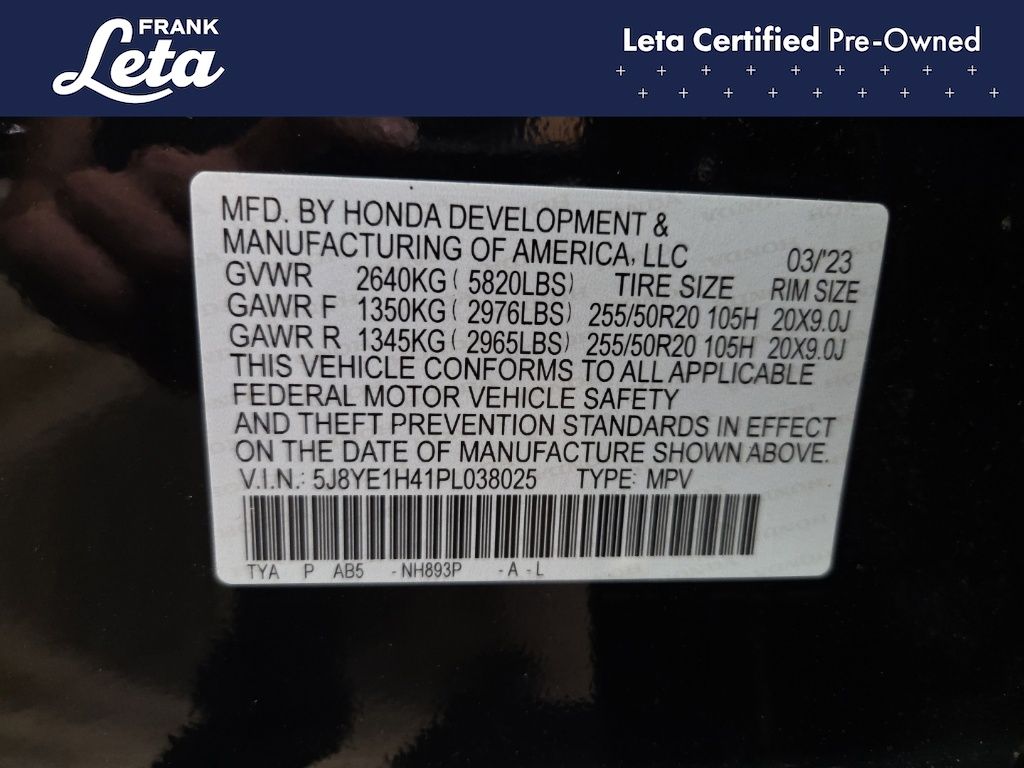 FRANK
Leta
Leta Certified Pre-Owned
MFD. BY HONDA DEVELOPMENT &
MANUFACTURING OF AMERICA, LLC 03/'23
GVWR 2640KG ( 5820LBS) TIRE SIZE RIM SIZE
GAWR F 1350KG ( 2976LBS) 255/50R20 105H 20X9.0J
GAWR R 1345KG ( 2965LBS) 255/50R20 105H 20X9.0J
THIS VEHICLE CONFORMS TO ALL APPLICABLE
FEDERAL MOTOR VEHICLE SAFETY
AND THEFT PREVENTION STANDARDS IN EFFECT
ON THE DATE OF MANUFACTURE SHOWN ABOVE.
V.I.N.: 5J8YE1H41PL038025 TYPE: MPV
TYA P AB5 -NH893P -A-L